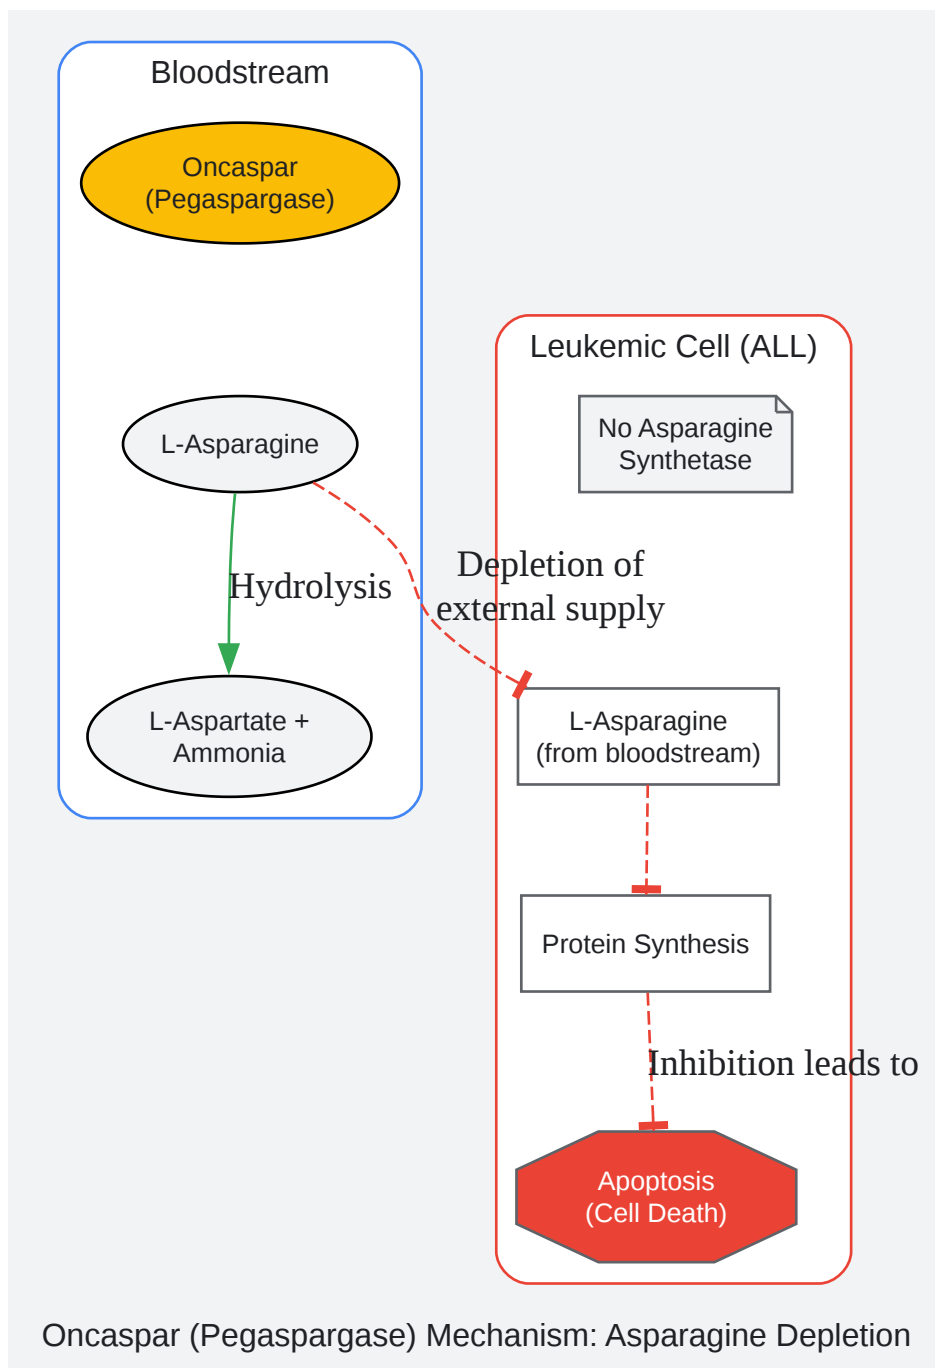 Bloodstream
Oncaspar
(Pegaspargase)
L-Asparagine
Hydrolysis
L-Aspartate +
Ammonia
Leukemic Cell (ALL)
No Asparagine
Synthetase
Depletion of
external supply
L-Asparagine
(from bloodstream)
Protein Synthesis
Inhibition leads to
Apoptosis
(Cell Death)
Oncaspar (Pegaspargase) Mechanism: Asparagine Depletion